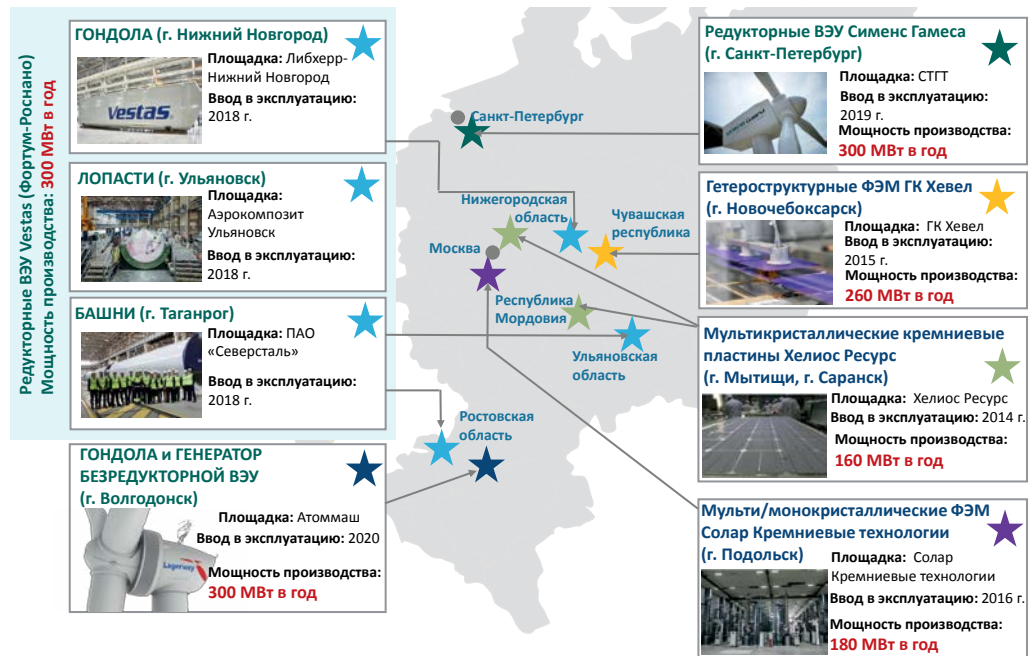 Редукторные ВЭУ Vestas (Фортум-Роснано)
Мощность производства: 300 МВт в год
ГОНДОЛА (г. Нижний Новгород)
Площадка: Либхерр-
Нижний Новгород
Ввод в эксплуатацию:
2018 г.
Vestas
ЛОПАСТИ (г. Ульяновск)
Площадка:
Аэрокомпозит
Ульяновск
Ввод в эксплуатацию:
2018 г.
БАШНИ (г. Таганрог)
Площадка: ПАО
«Северсталь»
Ввод в эксплуатацию:
2018 г.
ГОНДОЛА и ГЕНЕРАТОР
БЕЗРЕДУКТОРНОЙ ВЭУ
(г. Волгодонск)
Площадка: Атоммаш
Ввод в эксплуатацию: 2020
Мощность производства:
300 МВт в год
Lagerwey
Санкт-Петербург
Нижегородская
область
Чувашская
республика
Москва
Республика
Мордовия
Ульяновская
область
Ростовская
область
Редукторные ВЭУ Сименс Гамеса
(г. Санкт-Петербург)
Площадка: СТГТ
Ввод в эксплуатацию:
2019 г.
Мощность производства:
300 МВт в год
Гетероструктурные ФЭМ ГК Хевел
(г. Новочебоксарск)
Площадка: ГК Хевел
Ввод в эксплуатацию:
2015 г.
Мощность производства:
260 МВт в год
Мультикристаллические кремниевые
пластины Хелиос Ресурс
(г. Мытищи, г. Саранск)
Площадка: Хелиос Ресурс
Ввод в эксплуатацию: 2014 г.
Мощность производства:
160 МВт в год
Мульти/монокристаллические ФЭМ
Солар Кремниевые технологии
(г. Подольск)
Площадка: Солар
Кремниевые технологии
Ввод в эксплуатацию: 2016 г.
Мощность производства:
180 МВт в год